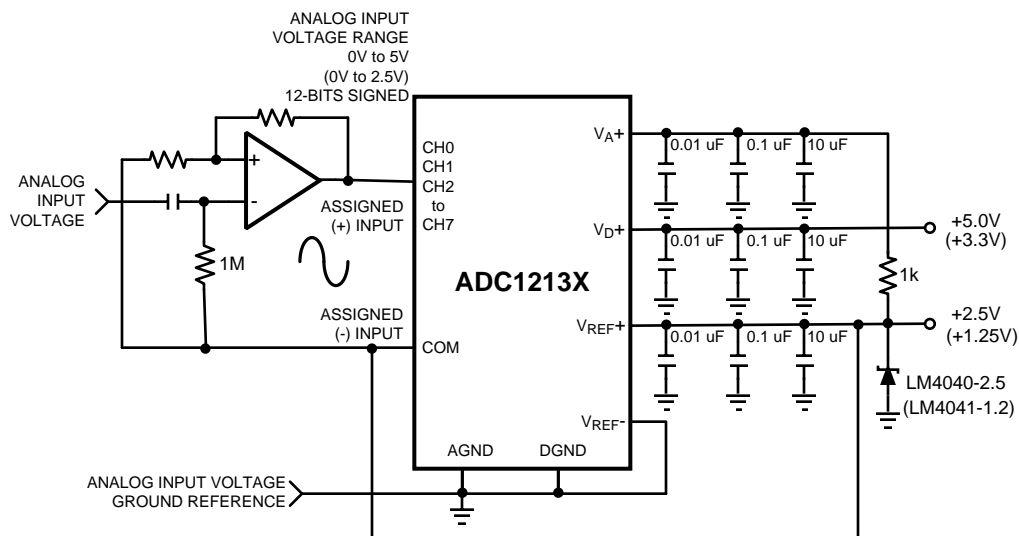 ANALOG INPUT
VOLTAGE RANGE
0V to 5V
(0V to 2.5V)
12-BITS SIGNED
+
-
ANALOG
INPUT
VOLTAGE
1M
ASSIGNED
(+) INPUT
ASSIGNED
(-) INPUT
CH0
CH1
CH2
to
CH7
COM
ADC1213X
AGND
DGND
VA+
VD+
VREF+
VREF-
0.01 uF
0.1 uF
10 uF
0.01 uF
0.1 uF
10 uF
0.01 uF
0.1 uF
10 uF
+5.0V
(+3.3V)
1k
+2.5V
(+1.25V)
LM4040-2.5
(LM4041-1.2)
ANALOG INPUT VOLTAGE
GROUND REFERENCE